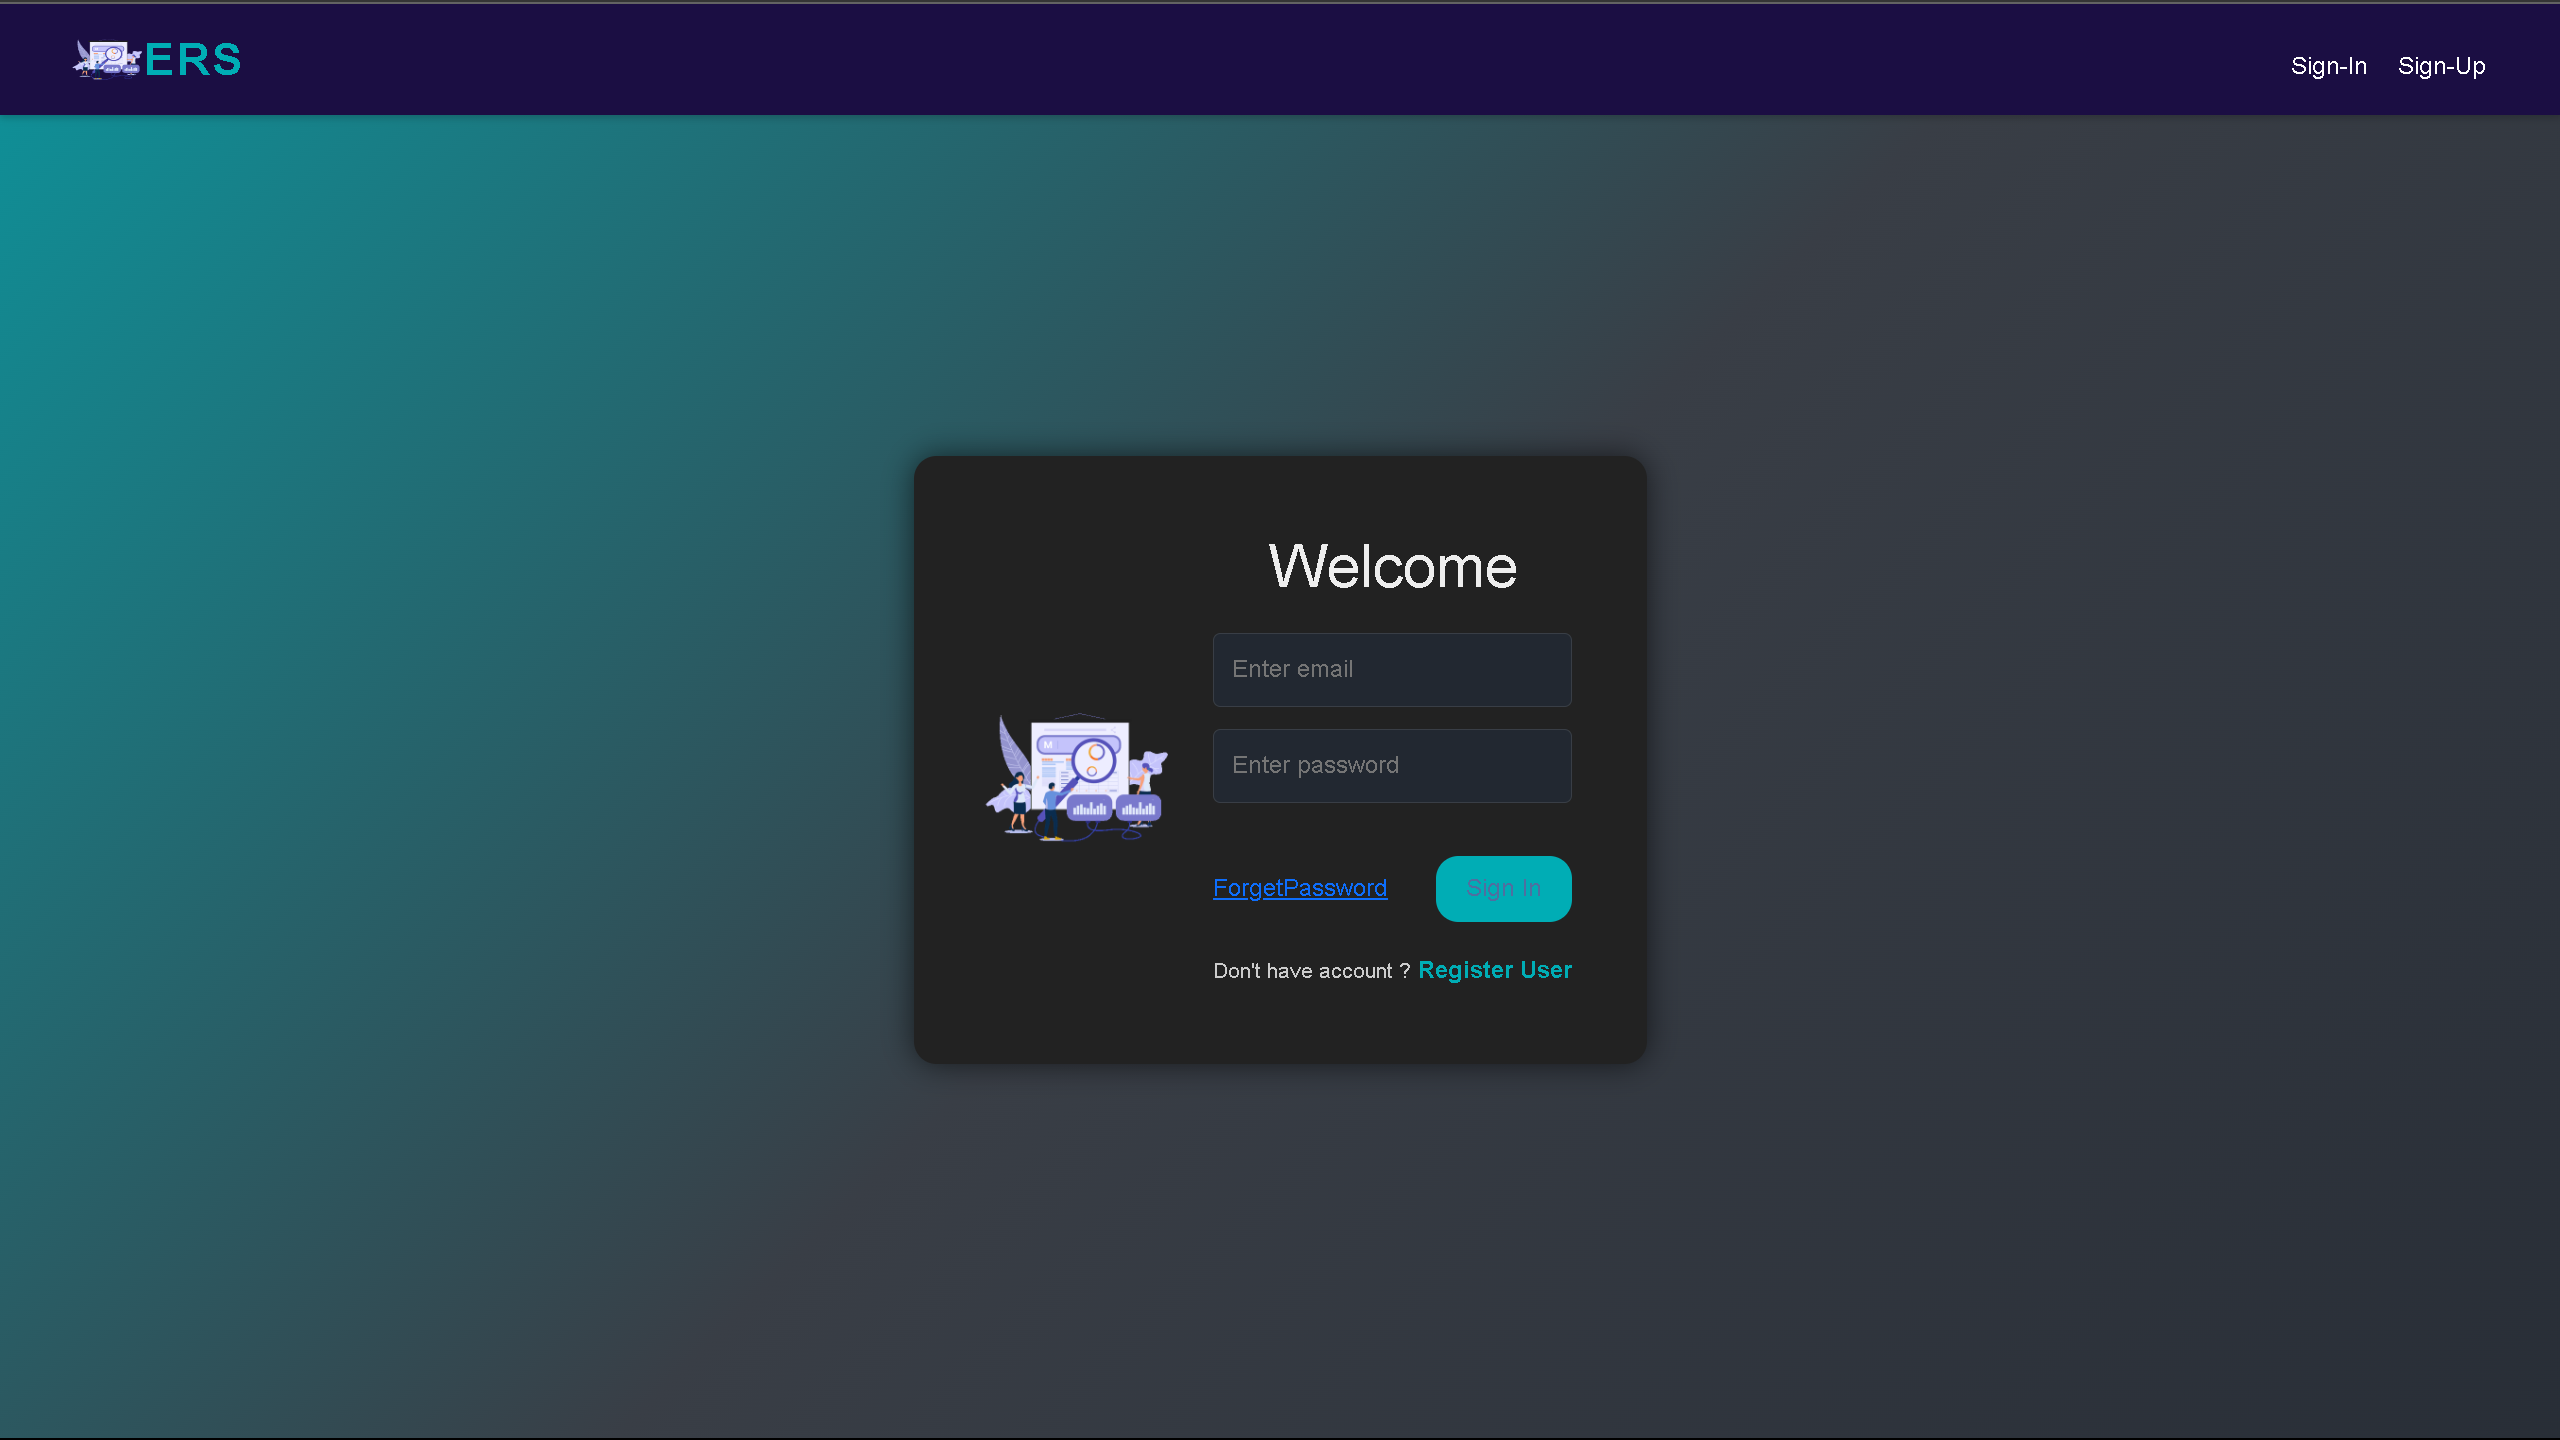 ERS
Sign-In Sign-Up
Welcome
Enter email
M
Enter password
ForgetPassword Sign In
Don't have account ? Register User